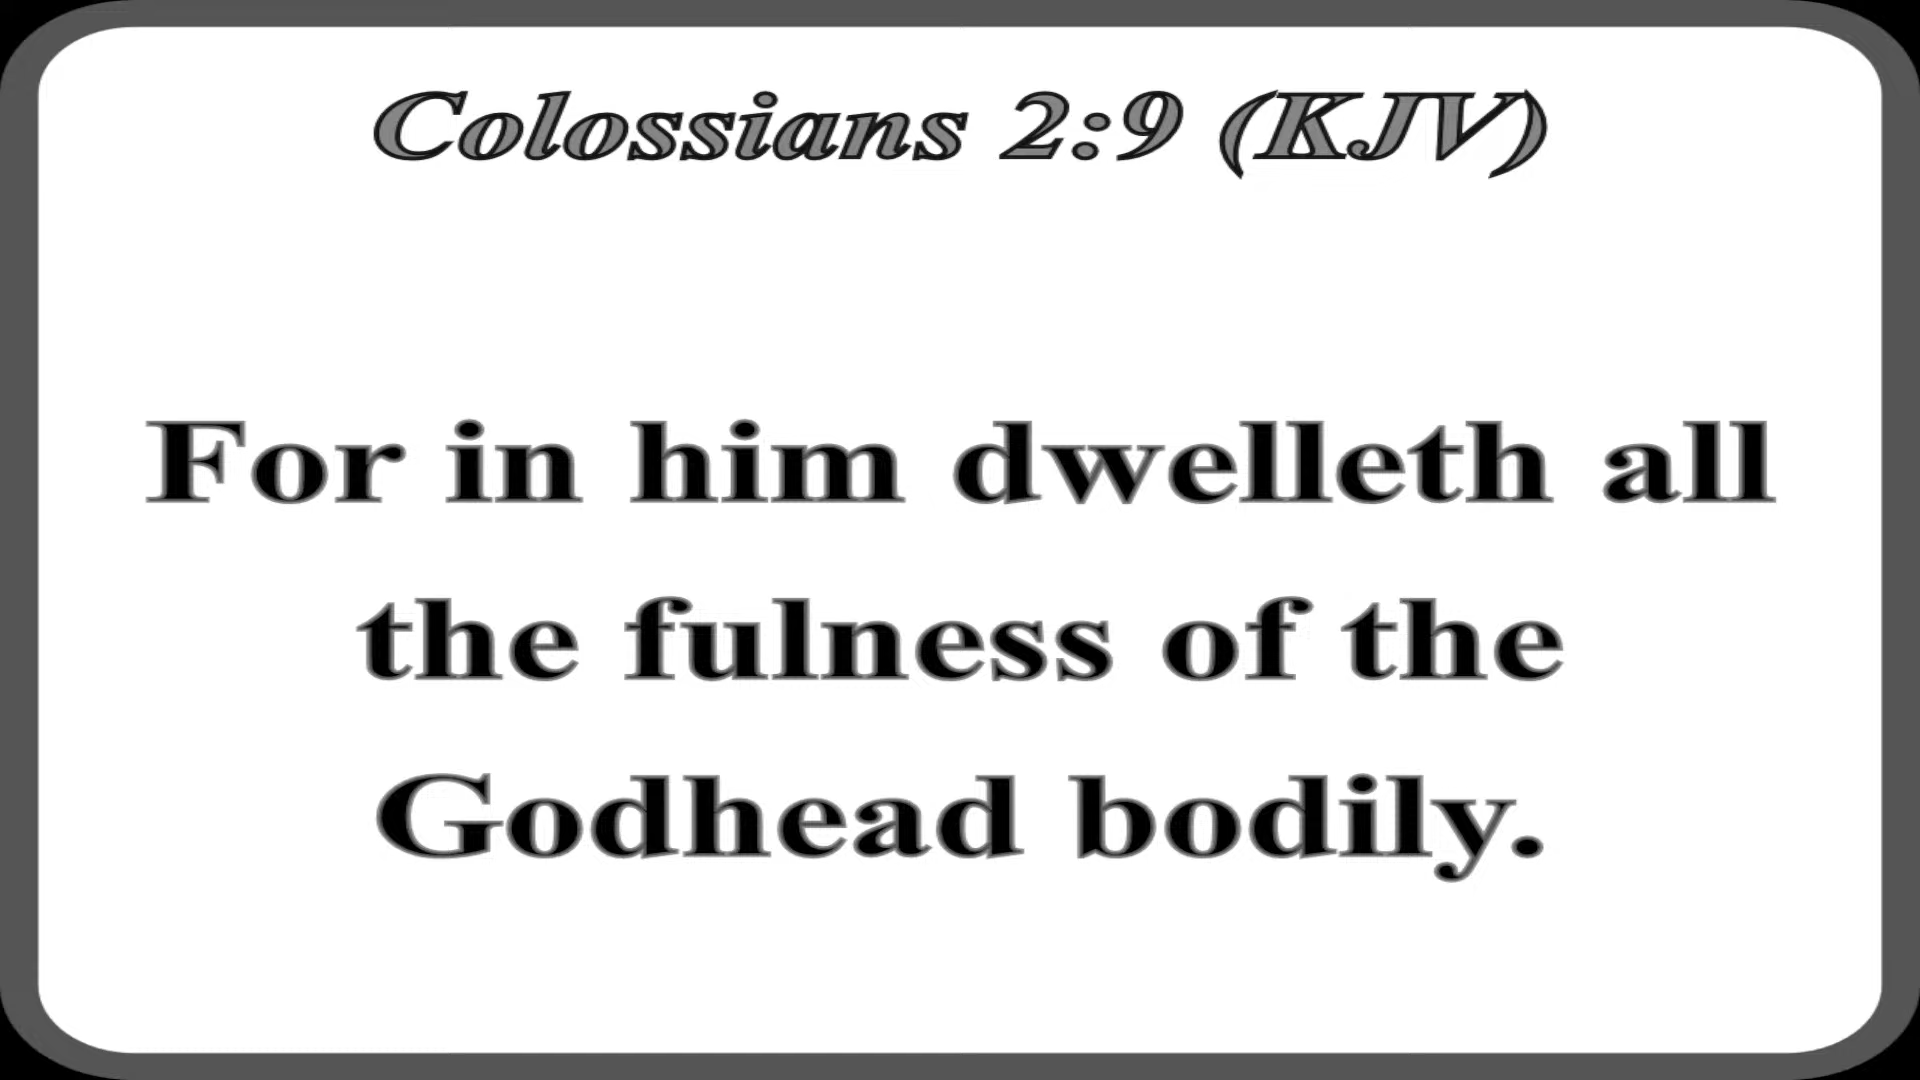 Colossians 2:9 (KJV)
For in him dwelleth all
the fulness of the
Godhead bodily.